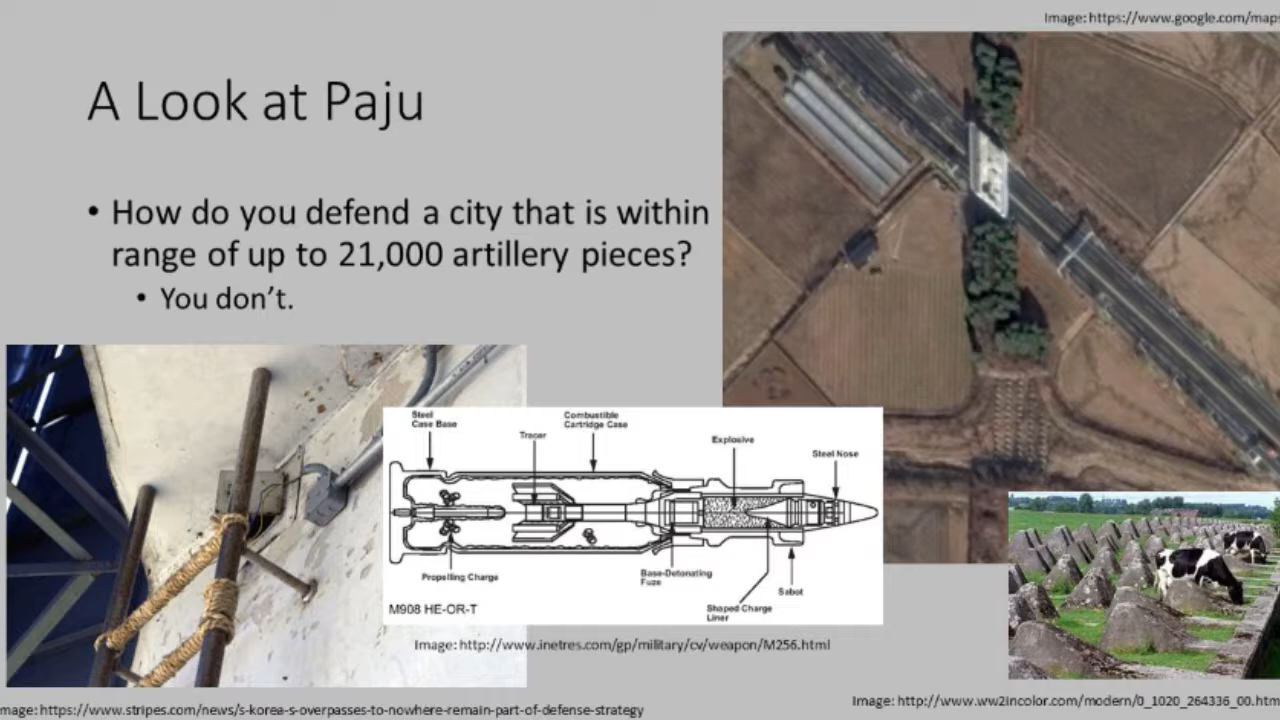 Image: https://www.google.com/maps
A Look at Paju
• How do you defend a city that is within
range of up to 21,000 artillery pieces?
• You don't.
Steel
Case Base
Combustible
Cartridge Case
Tracer
Explosive
Steel Nose
Propelling Charge
Base-Detonating
Fuze
Sabot
Shaped Charge
Liner
M908 HE-OR-T
Image: http://www.inetres.com/gp/military/cv/weapon/M256.html
Image: http://www.ww2incolor.com/modern/0_1020_264336_00.htm
mage: https://www.stripes.com/news/s-korea-s-overpasses-to-nowhere-remain-part-of-defense-strategy